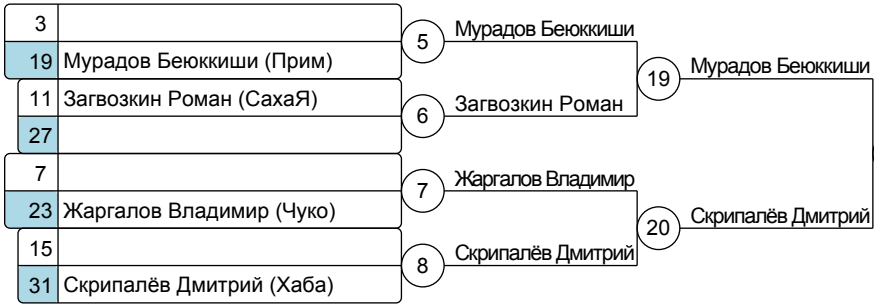 3
19 Мурадов Беюккиши (Прим)
11 Загвозкин Роман (СахаЯ)
27
7
23 Жаргалов Владимир (Чуко)
15
31 Скрипалёв Дмитрий (Хаба)
5 Мурадов Беюккиши
6 Загвозкин Роман
7 Жаргалов Владимир
8 Скрипалёв Дмитрий
19 Мурадов Беюккиши
20 Скрипалёв Дмитрий